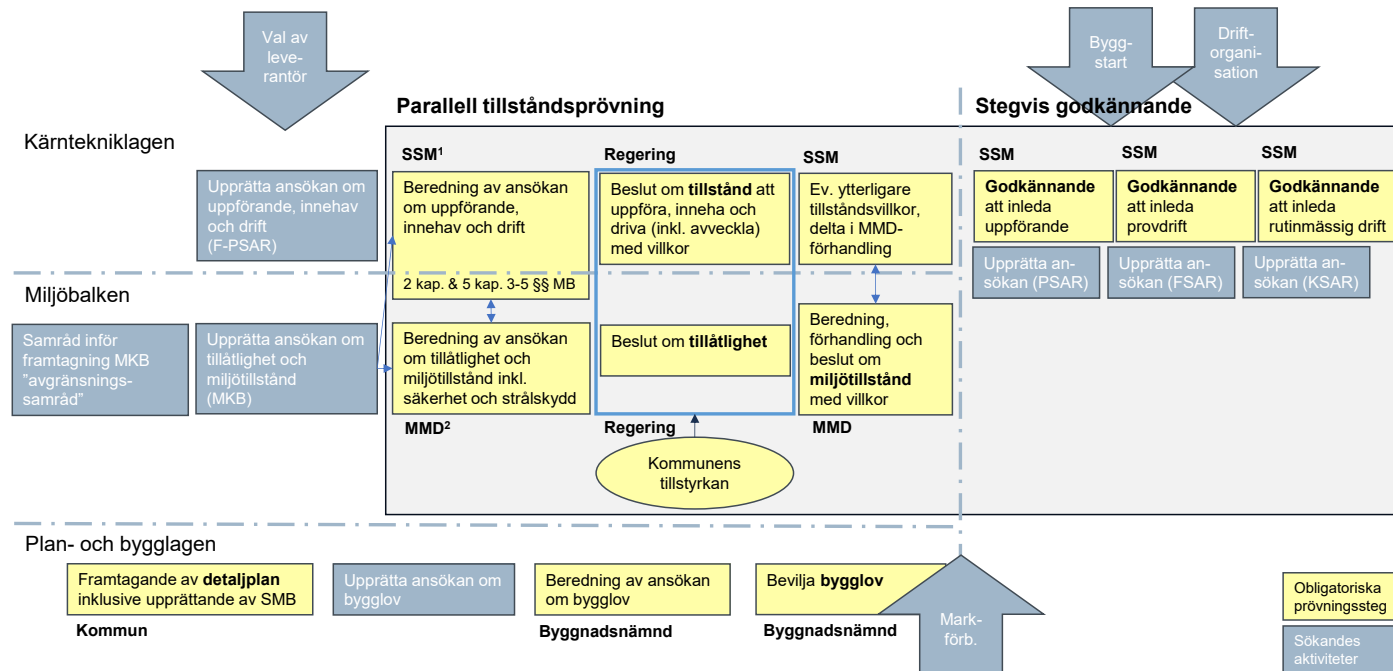 Val av
leve-
rantör
Bygg-
start
Drift-
organi-
sation
Parallell tillståndsprövning
Stegvis godkännande
Kärntekniklagen
SSM¹
Regering
SSM
SSM
SSM
SSM
Upprätta ansökan om
uppförande, innehav
och drift
(F-PSAR)
Beredning av ansökan
om uppförande,
innehav och drift
2 kap. & 5 kap. 3-5 §§ MB
Beslut om tillstånd att
uppföra, inneha och
driva (inkl. avveckla)
med villkor
Ev. ytterligare
tillståndsvillkor,
delta i MMD-
förhandling
Godkännande
att inleda
uppförande
Godkännande
att inleda
provdrift
Godkännande
att inleda
rutinmässig drift
Upprätta an-
sökan (PSAR)
Upprätta an-
sökan (FSAR)
Upprätta an-
sökan (KSAR)
Miljöbalken
Samråd inför
framtagning MKB
"avgränsnings-
samråd"
Upprätta ansökan om
tillåtlighet och
miljötillstånd
(MKB)
Beredning av ansökan
om tillåtlighet och
miljötillstånd inkl.
säkerhet och strålskydd
Beslut om tillåtlighet
Beredning,
förhandling och
beslut om
miljötillstånd
med villkor
MMD²
Regering
MMD
Kommunens
tillstyrkan
Plan- och bygglagen
Framtagande av detaljplan
inklusive upprättande av SMB
Upprätta ansökan om
bygglov
Beredning av ansökan
om bygglov
Bevilja bygglov
Kommun
Byggnadsnämnd
Byggnadsnämnd
Mark-
förb.
Obligatoriska
prövningssteg
Sökandes
aktiviteter